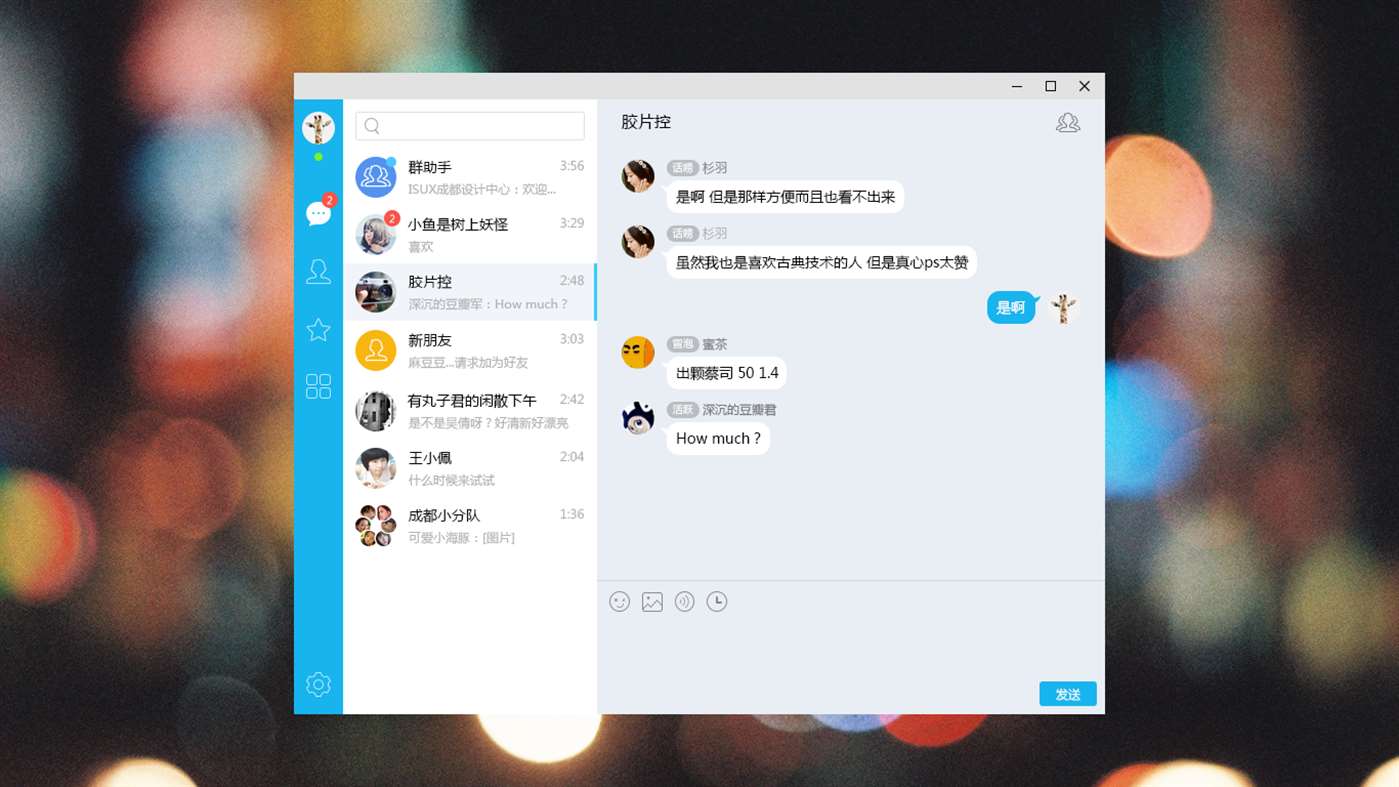 2
群助手 3:56
ISUX成都设计中心：欢迎...
2
小鱼是树上妖怪 3:29
喜欢
胶片控 2:48
深沉的豆瓣军：How much？
新朋友 3:03
麻豆豆...请求加为好友
有丸子君的闲散下午 2:42
是不是吴倩呀？好清新好漂亮
王小佩 2:04
什么时候来试试
成都小分队 1:36
可爱小海豚：[图片]
胶片控
话唠 杉羽
是啊 但是那样方便而且也看不出来
话唠 杉羽
虽然我也是喜欢古典技术的人 但是真心ps太赞
是啊
冒泡 蜜茶
出颗蔡司 50 1.4
活跃 深沉的豆瓣君
How much？
发送